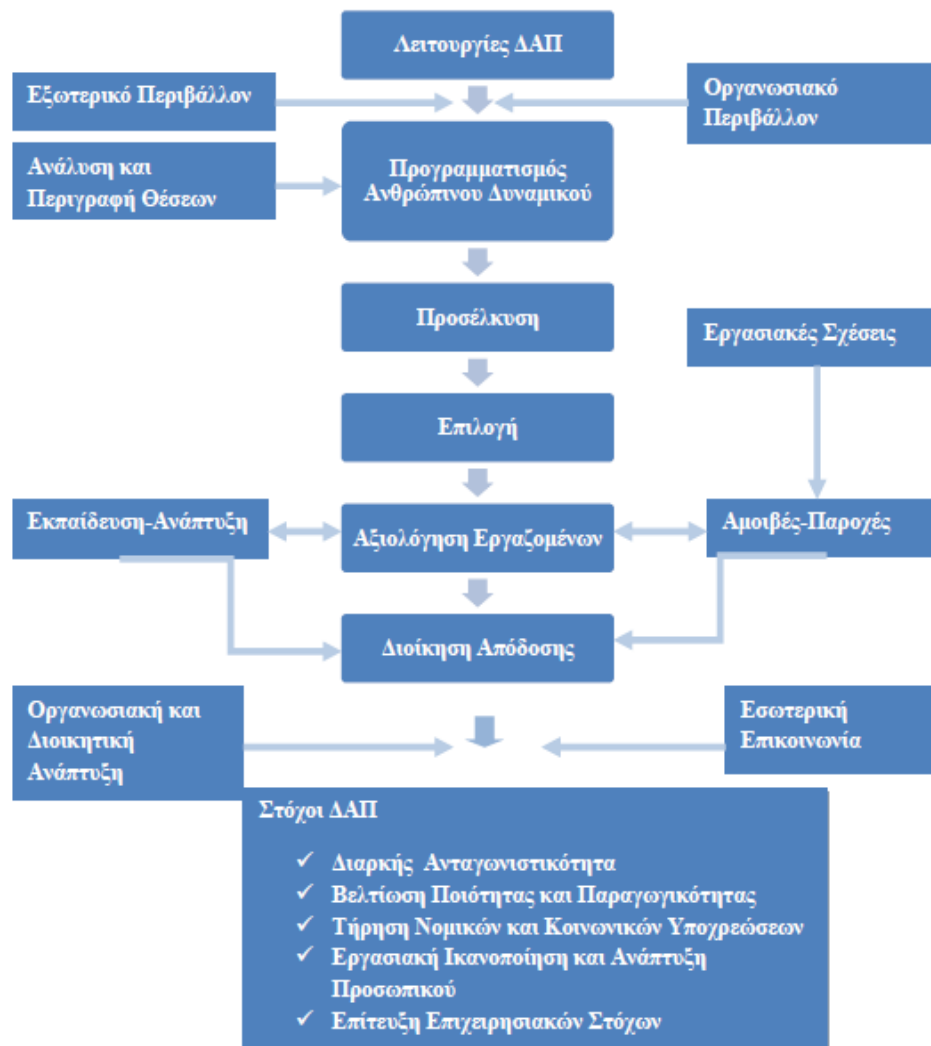 Λειτουργίες ΔΑΠ
Εξωτερικό Περιβάλλον
Οργανωσιακό
Περιβάλλον
Ανάλυση και
Περιγραφή Θέσεων
Προγραμματισμός
Ανθρώπινου Δυναμικού
Προσέλκυση
Εργασιακές Σχέσεις
Επιλογή
Εκπαίδευση-Ανάπτυξη
Αξιολόγηση Εργαζομένων
Αμοιβές-Παροχές
Διοίκηση Απόδοσης
Οργανωσιακή και
Διοικητική
Ανάπτυξη
Εσωτερική
Επικοινωνία
Στόχοι ΔΑΠ
✓ Διαρκής Ανταγωνιστικότητα
✓ Βελτίωση Ποιότητας και Παραγωγικότητας
✓ Τήρηση Νομικών και Κοινωνικών Υποχρεώσεων
✓ Εργασιακή Ικανοποίηση και Ανάπτυξη
Προσωπικού
✓ Επίτευξη Επιχειρησιακών Στόχων